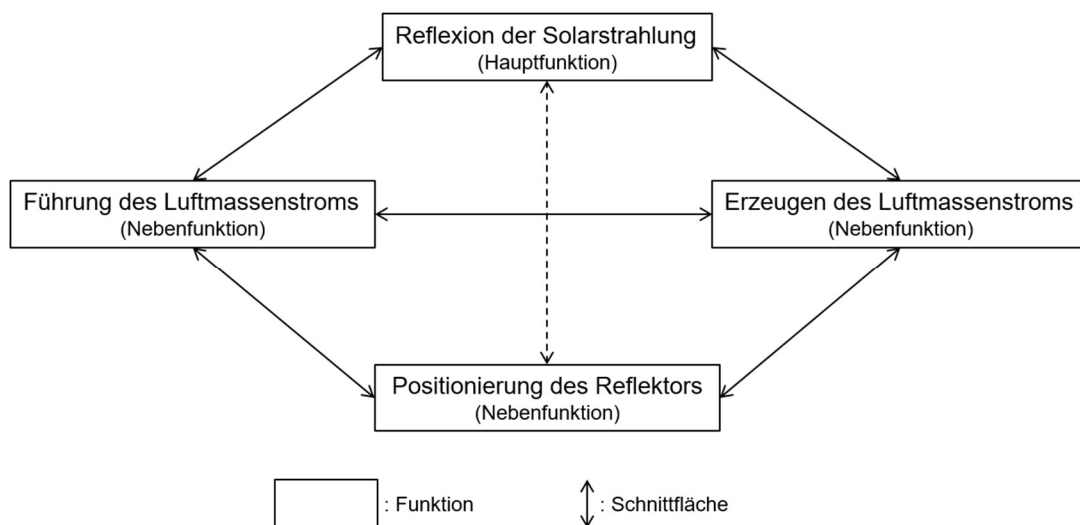 Reflexion der Solarstrahlung
(Hauptfunktion)
Führung des Luftmassenstroms
(Nebenfunktion)
Erzeugen des Luftmassenstroms
(Nebenfunktion)
Positionierung des Reflektors
(Nebenfunktion)
: Funktion
: Schnittfläche